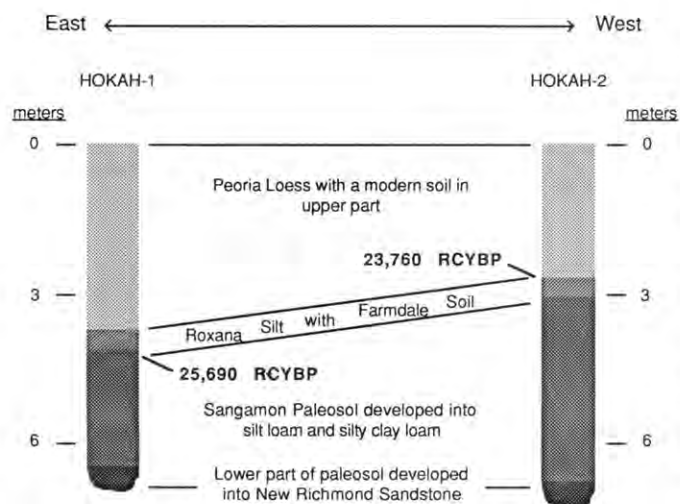 East
West
HOKAH-1
HOKAH-2
meters
meters
0
0
Peoria Loess with a modern soil in
upper part
23,760 RCYBP
3
3
Roxana Silt with Farmdale Soil
25,690 RCYBP
Sangamon Paleosol developed into
silt loam and silty clay loam
6
6
Lower part of paleosol developed
into New Richmond Sandstone